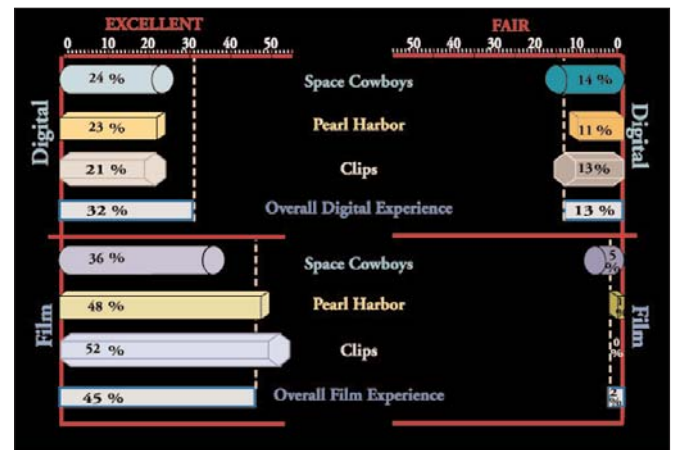 EXCELLENT FAIR
0 10 20 30 40 50 50 40 30 20 10 0
Digital
24 % Space Cowboys 14 %
23 % Pearl Harbor 11 %
21 % Clips 13%
32 % Overall Digital Experience 13 %
Digital
Film
36 % Space Cowboys 5 %
48 % Pearl Harbor
52 % Clips 0 %
45 % Overall Film Experience
Film